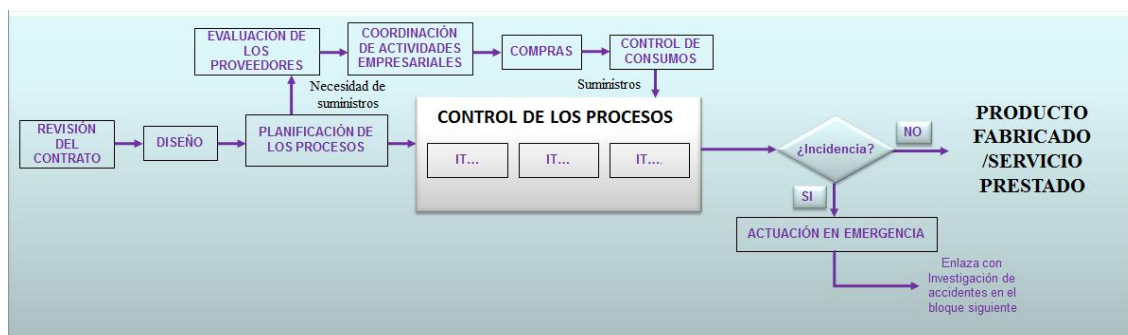 EVALUACIÓN DE
LOS
PROVEEDORES
COORDINACIÓN
DE ACTIVIDADES
EMPRESARIALES
COMPRAS
CONTROL DE
CONSUMOS
Necesidad de
suministros
Suministros
REVISIÓN
DEL
CONTRATO
DISEÑO
PLANIFICACIÓN DE
LOS PROCESOS
CONTROL DE LOS PROCESOS
IT...
IT...
IT....
¿Incidencia?
NO
PRODUCTO
FABRICADO
/SERVICIO
PRESTADO
SI
ACTUACIÓN EN EMERGENCIA
Enlaza con
Investigación de
accidentes en el
bloque siguiente